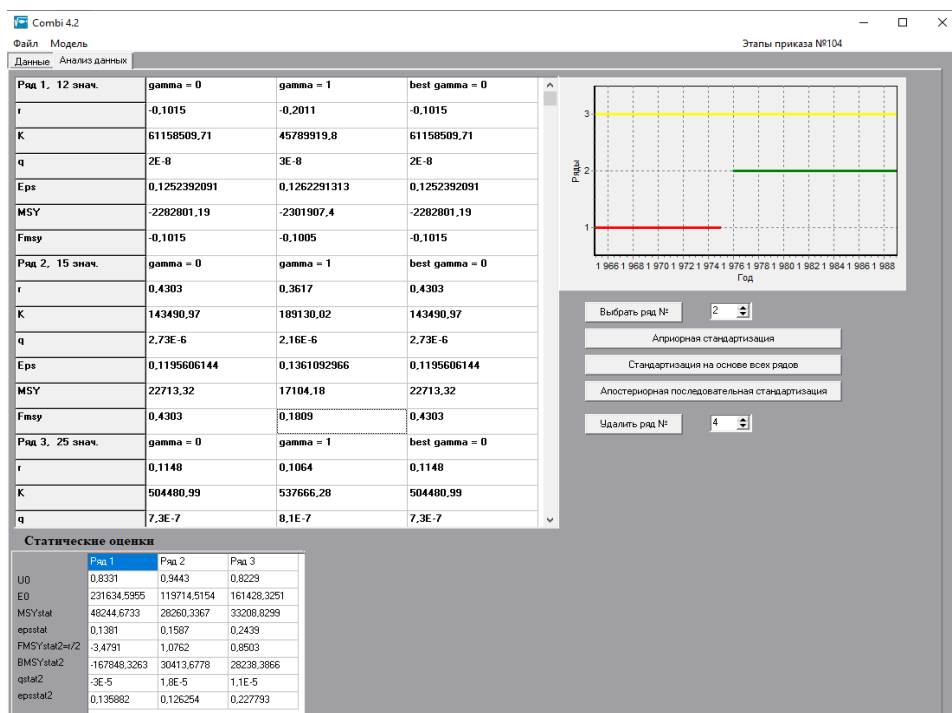 Combi 4.2
Файл Модель Этапы приказа №104
Данные Анализ данных
Ряд 1, 12 знач. gamma = 0 gamma = 1 best gamma = 0
r -0,1015 -0,2011 -0,1015
K 61158509,71 45789919,8 61158509,71
q 2E-8 3E-8 2E-8
Eps 0,1252392091 0,1262291313 0,1252392091
MSY -2282801,19 -2301907,4 -2282801,19
Fmsy -0,1015 -0,1005 -0,1015
Ряд 2, 15 знач. gamma = 0 gamma = 1 best gamma = 0
r 0,4303 0,3617 0,4303
K 143490,97 189130,02 143490,97
q 2,73E-6 2,16E-6 2,73E-6
Eps 0,1195606144 0,1361092966 0,1195606144
MSY 22713,32 17104,18 22713,32
Fmsy 0,4303 0,1809 0,4303
Ряд 3, 25 знач. gamma = 0 gamma = 1 best gamma = 0
r 0,1148 0,1064 0,1148
K 504480,99 537666,28 504480,99
q 7,3E-7 8,1E-7 7,3E-7
3
2
1
Ряды
1 966 1 968 1 970 1 972 1 974 1 976 1 978 1 980 1 982 1 984 1 986 1 988
Год
Выбрать ряд № 2
Априорная стандартизация
Стандартизация на основе всех рядов
Апостериорная последовательная стандартизация
Удалить ряд № 4
Статические оценки
Ряд 1 Ряд 2 Ряд 3
U0 0,8331 0,9443 0,8229
E0 231634,5955 119714,5154 161428,3251
MSYstat 48244,6733 28260,3367 33208,8299
epsstat 0,1381 0,1587 0,2439
FMSYstat2=r/2 -3,4791 1,0762 0,8503
BMSYstat2 -167848,3263 30413,6778 28238,3866
qstat2 -3E-5 1,8E-5 1,1E-5
epsstat2 0,135882 0,126254 0,227793